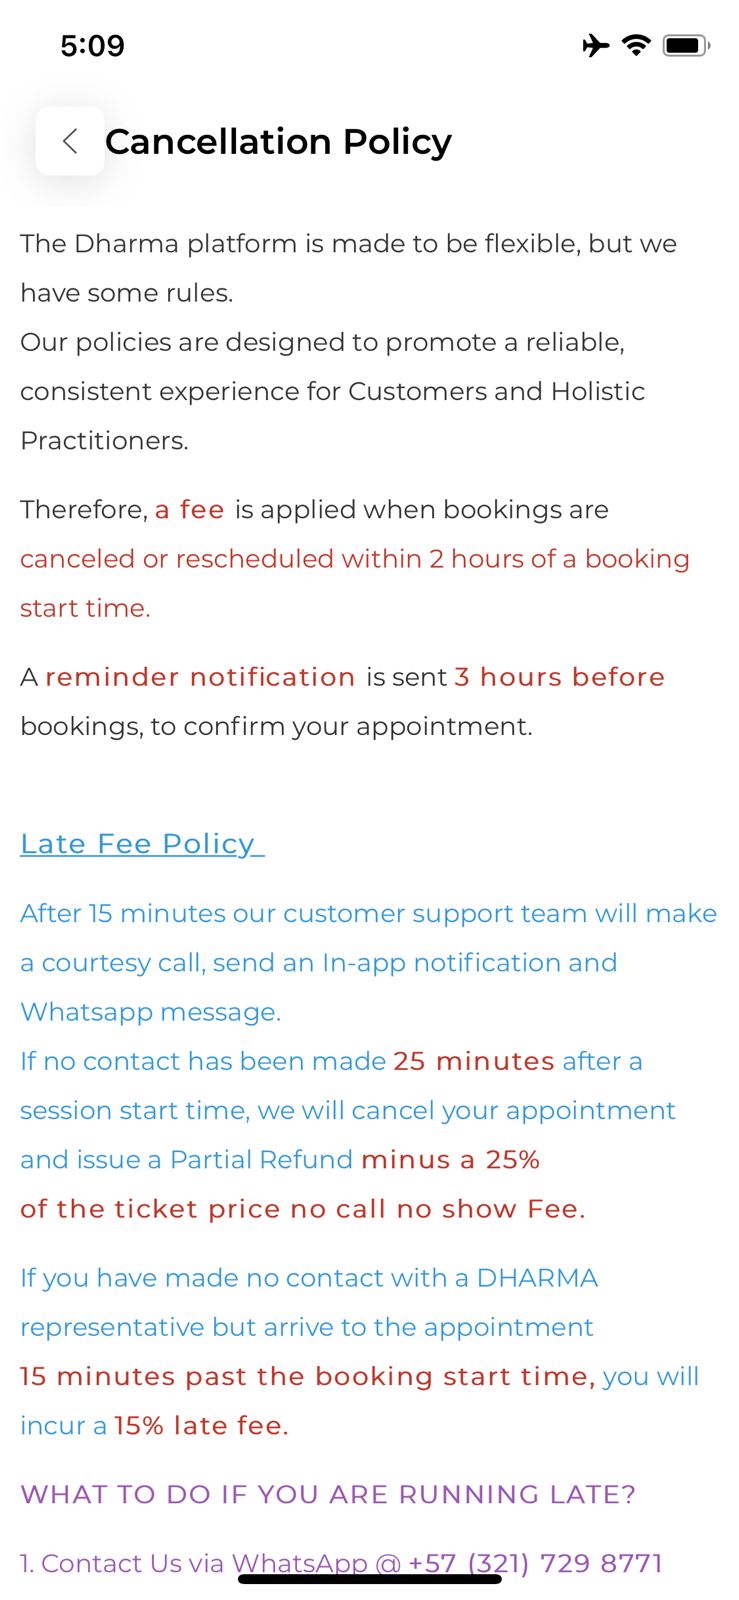 5:09
Cancellation Policy
The Dharma platform is made to be flexible, but we
have some rules.
Our policies are designed to promote a reliable,
consistent experience for Customers and Holistic
Practitioners.
Therefore, a fee is applied when bookings are
canceled or rescheduled within 2 hours of a booking
start time.
A reminder notification is sent 3 hours before
bookings, to confirm your appointment.
Late Fee Policy
After 15 minutes our customer support team will make
a courtesy call, send an In-app notification and
Whatsapp message.
If no contact has been made 25 minutes after a
session start time, we will cancel your appointment
and issue a Partial Refund minus a 25%
of the ticket price no call no show Fee.
If you have made no contact with a DHARMA
representative but arrive to the appointment
15 minutes past the booking start time, you will
incur a 15% late fee.
WHAT TO DO IF YOU ARE RUNNING LATE?
1. Contact Us via WhatsApp @ +57 (321) 729 8771